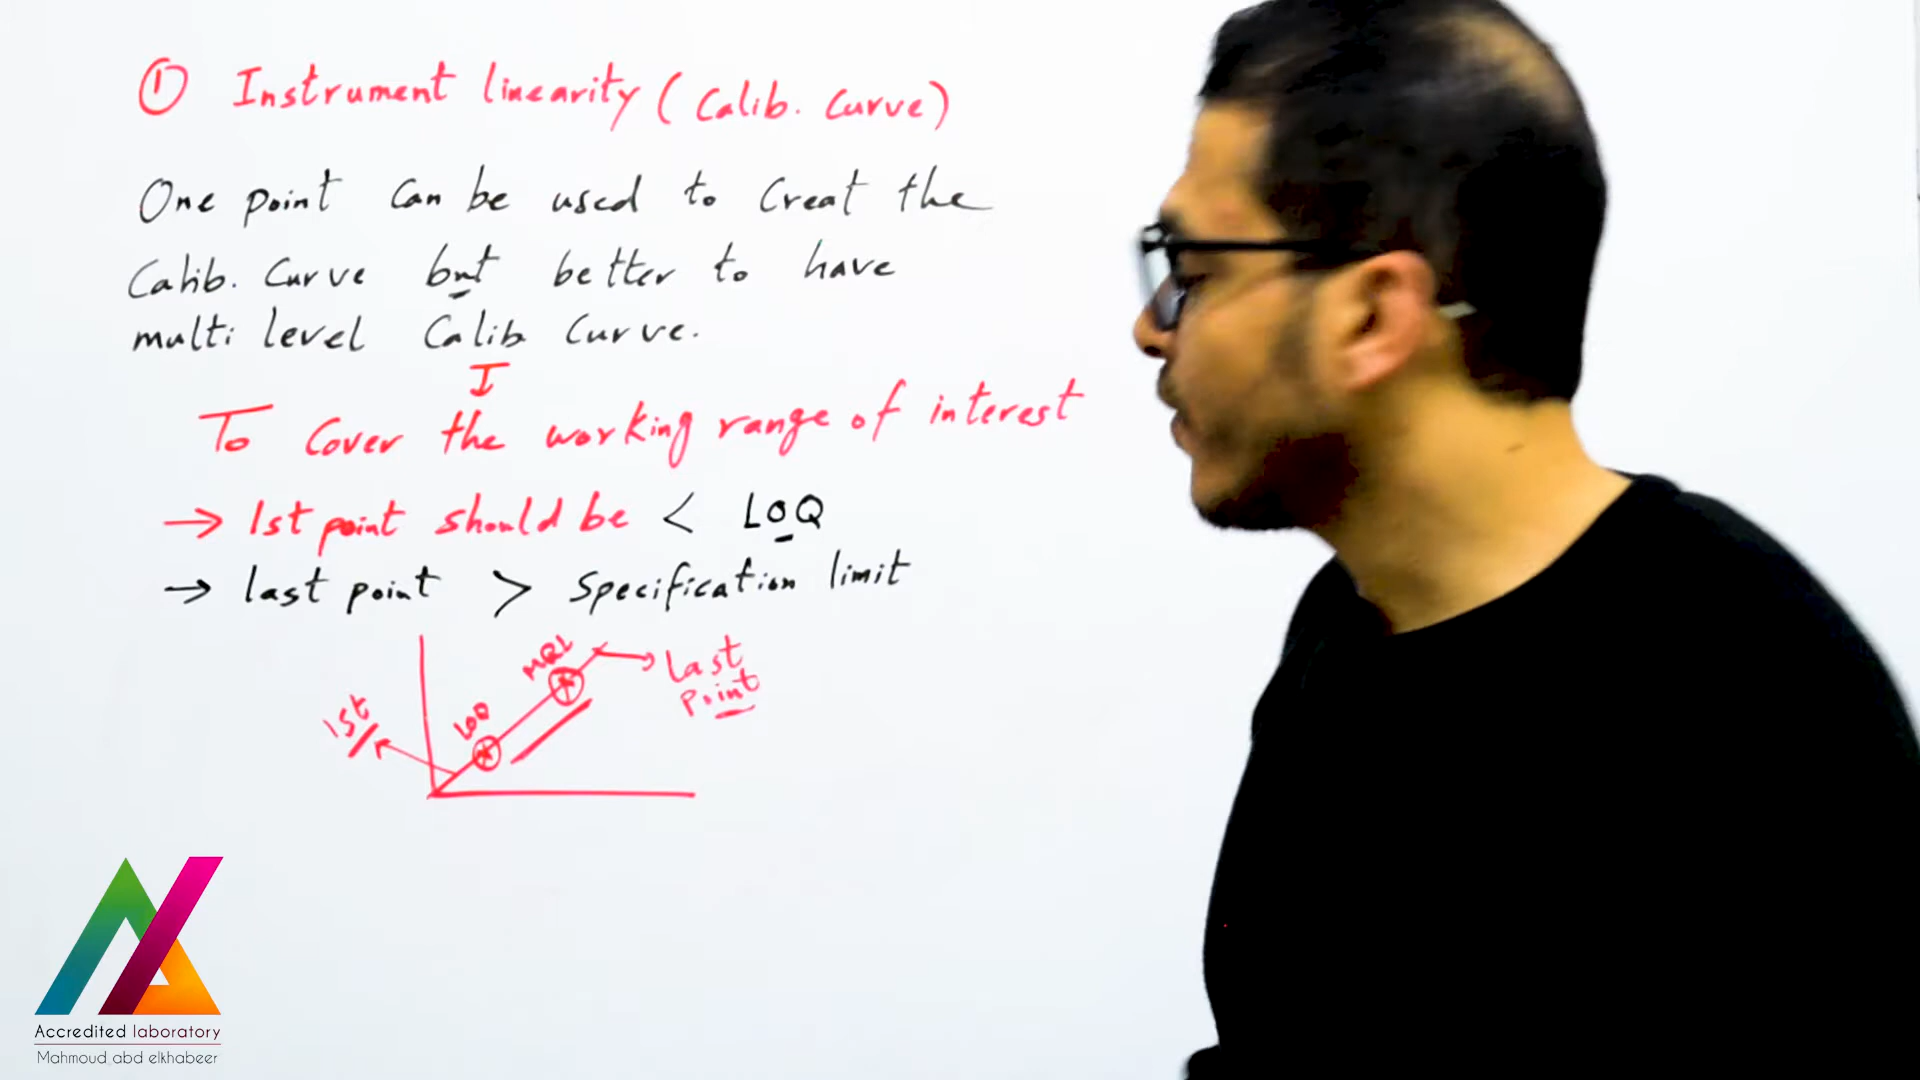 ① Instrument linearity (Calib. Curve)
One point can be used to Creat the
Calib. Curve but better to have
multi level Calib Curve.
I
To Cover the working range of interest
→ 1st point should be < LOQ
→ last point > Specification limit
MRL
last
point
1st
LOQ
Accredited laboratory
Mahmoud abd elkhabeer